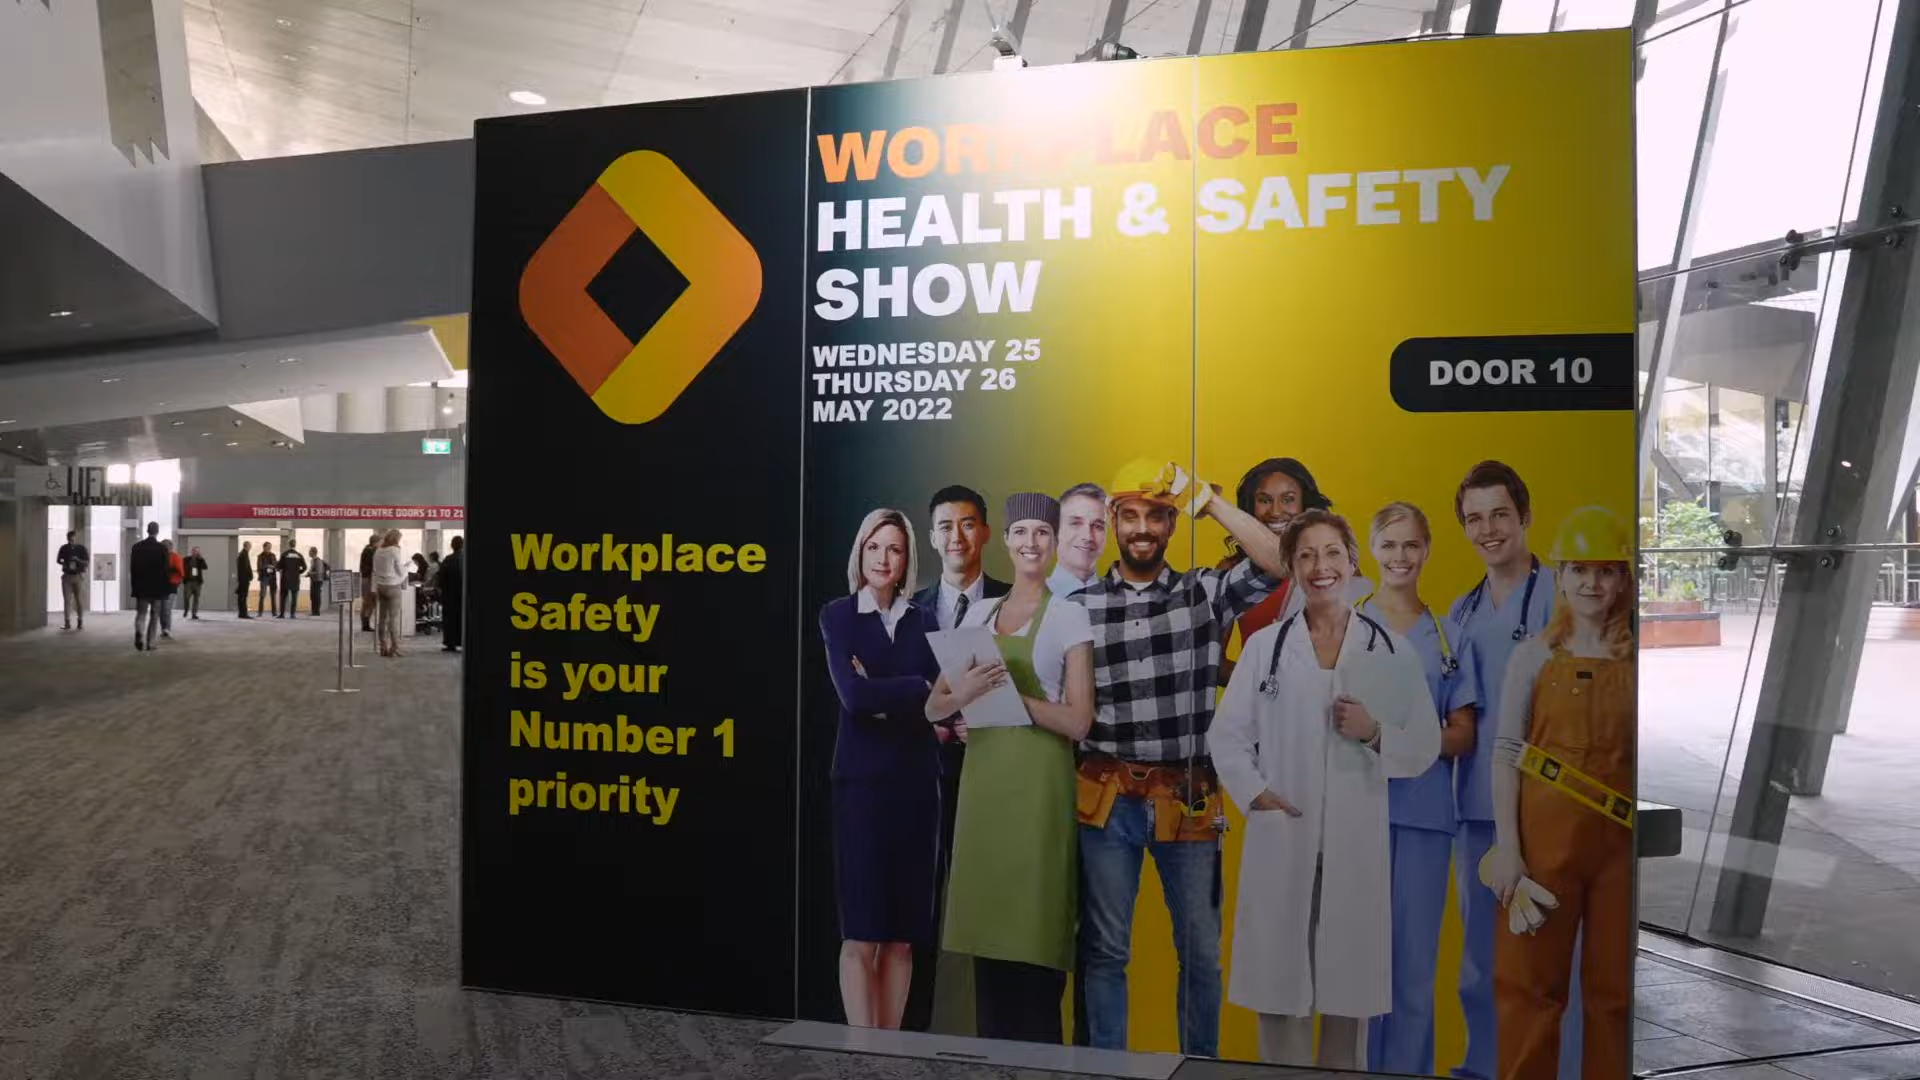 WORKPLACE
HEALTH & SAFETY
SHOW
WEDNESDAY 25
THURSDAY 26
MAY 2022
DOOR 10
Workplace
Safety
is your
Number 1
priority
THROUGH TO EXHIBITION CENTRE DOORS 11 TO 21